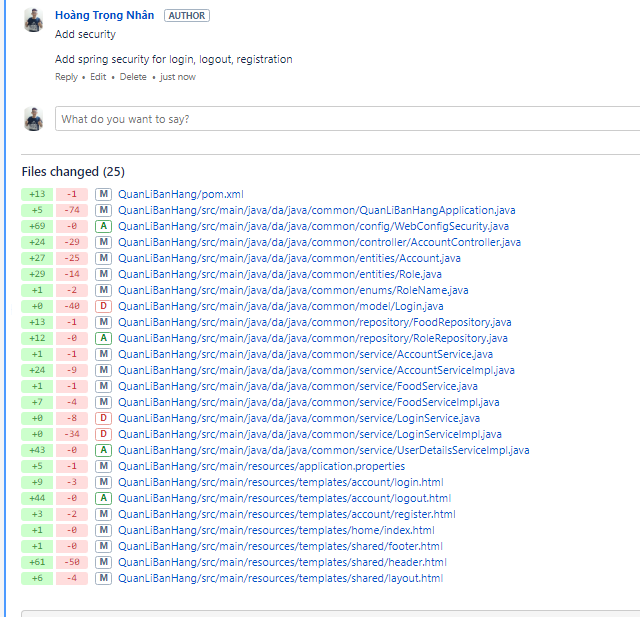 Hoàng Trọng Nhân AUTHOR
Add security
Add spring security for login, logout, registration
Reply • Edit • Delete • just now
What do you want to say?
Files changed (25)
+13 -1 M QuanLiBanHang/pom.xml
+5 -74 M QuanLiBanHang/src/main/java/da/java/common/QuanLiBanHangApplication.java
+69 -0 A QuanLiBanHang/src/main/java/da/java/common/config/WebConfigSecurity.java
+24 -29 M QuanLiBanHang/src/main/java/da/java/common/controller/AccountController.java
+27 -25 M QuanLiBanHang/src/main/java/da/java/common/entities/Account.java
+29 -14 M QuanLiBanHang/src/main/java/da/java/common/entities/Role.java
+1 -2 M QuanLiBanHang/src/main/java/da/java/common/enums/RoleName.java
+0 -40 D QuanLiBanHang/src/main/java/da/java/common/model/Login.java
+13 -1 M QuanLiBanHang/src/main/java/da/java/common/repository/FoodRepository.java
+12 -0 A QuanLiBanHang/src/main/java/da/java/common/repository/RoleRepository.java
+1 -1 M QuanLiBanHang/src/main/java/da/java/common/service/AccountService.java
+24 -9 M QuanLiBanHang/src/main/java/da/java/common/service/AccountServiceImpl.java
+1 -1 M QuanLiBanHang/src/main/java/da/java/common/service/FoodService.java
+7 -4 M QuanLiBanHang/src/main/java/da/java/common/service/FoodServiceImpl.java
+0 -8 D QuanLiBanHang/src/main/java/da/java/common/service/LoginService.java
+0 -34 D QuanLiBanHang/src/main/java/da/java/common/service/LoginServiceImpl.java
+43 -0 A QuanLiBanHang/src/main/java/da/java/common/service/UserDetailsServiceImpl.java
+5 -1 M QuanLiBanHang/src/main/resources/application.properties
+9 -3 M QuanLiBanHang/src/main/resources/templates/account/login.html
+44 -0 A QuanLiBanHang/src/main/resources/templates/account/logout.html
+3 -2 M QuanLiBanHang/src/main/resources/templates/account/register.html
+1 -0 M QuanLiBanHang/src/main/resources/templates/home/index.html
+1 -0 M QuanLiBanHang/src/main/resources/templates/shared/footer.html
+61 -50 M QuanLiBanHang/src/main/resources/templates/shared/header.html
+6 -4 M QuanLiBanHang/src/main/resources/templates/shared/layout.html